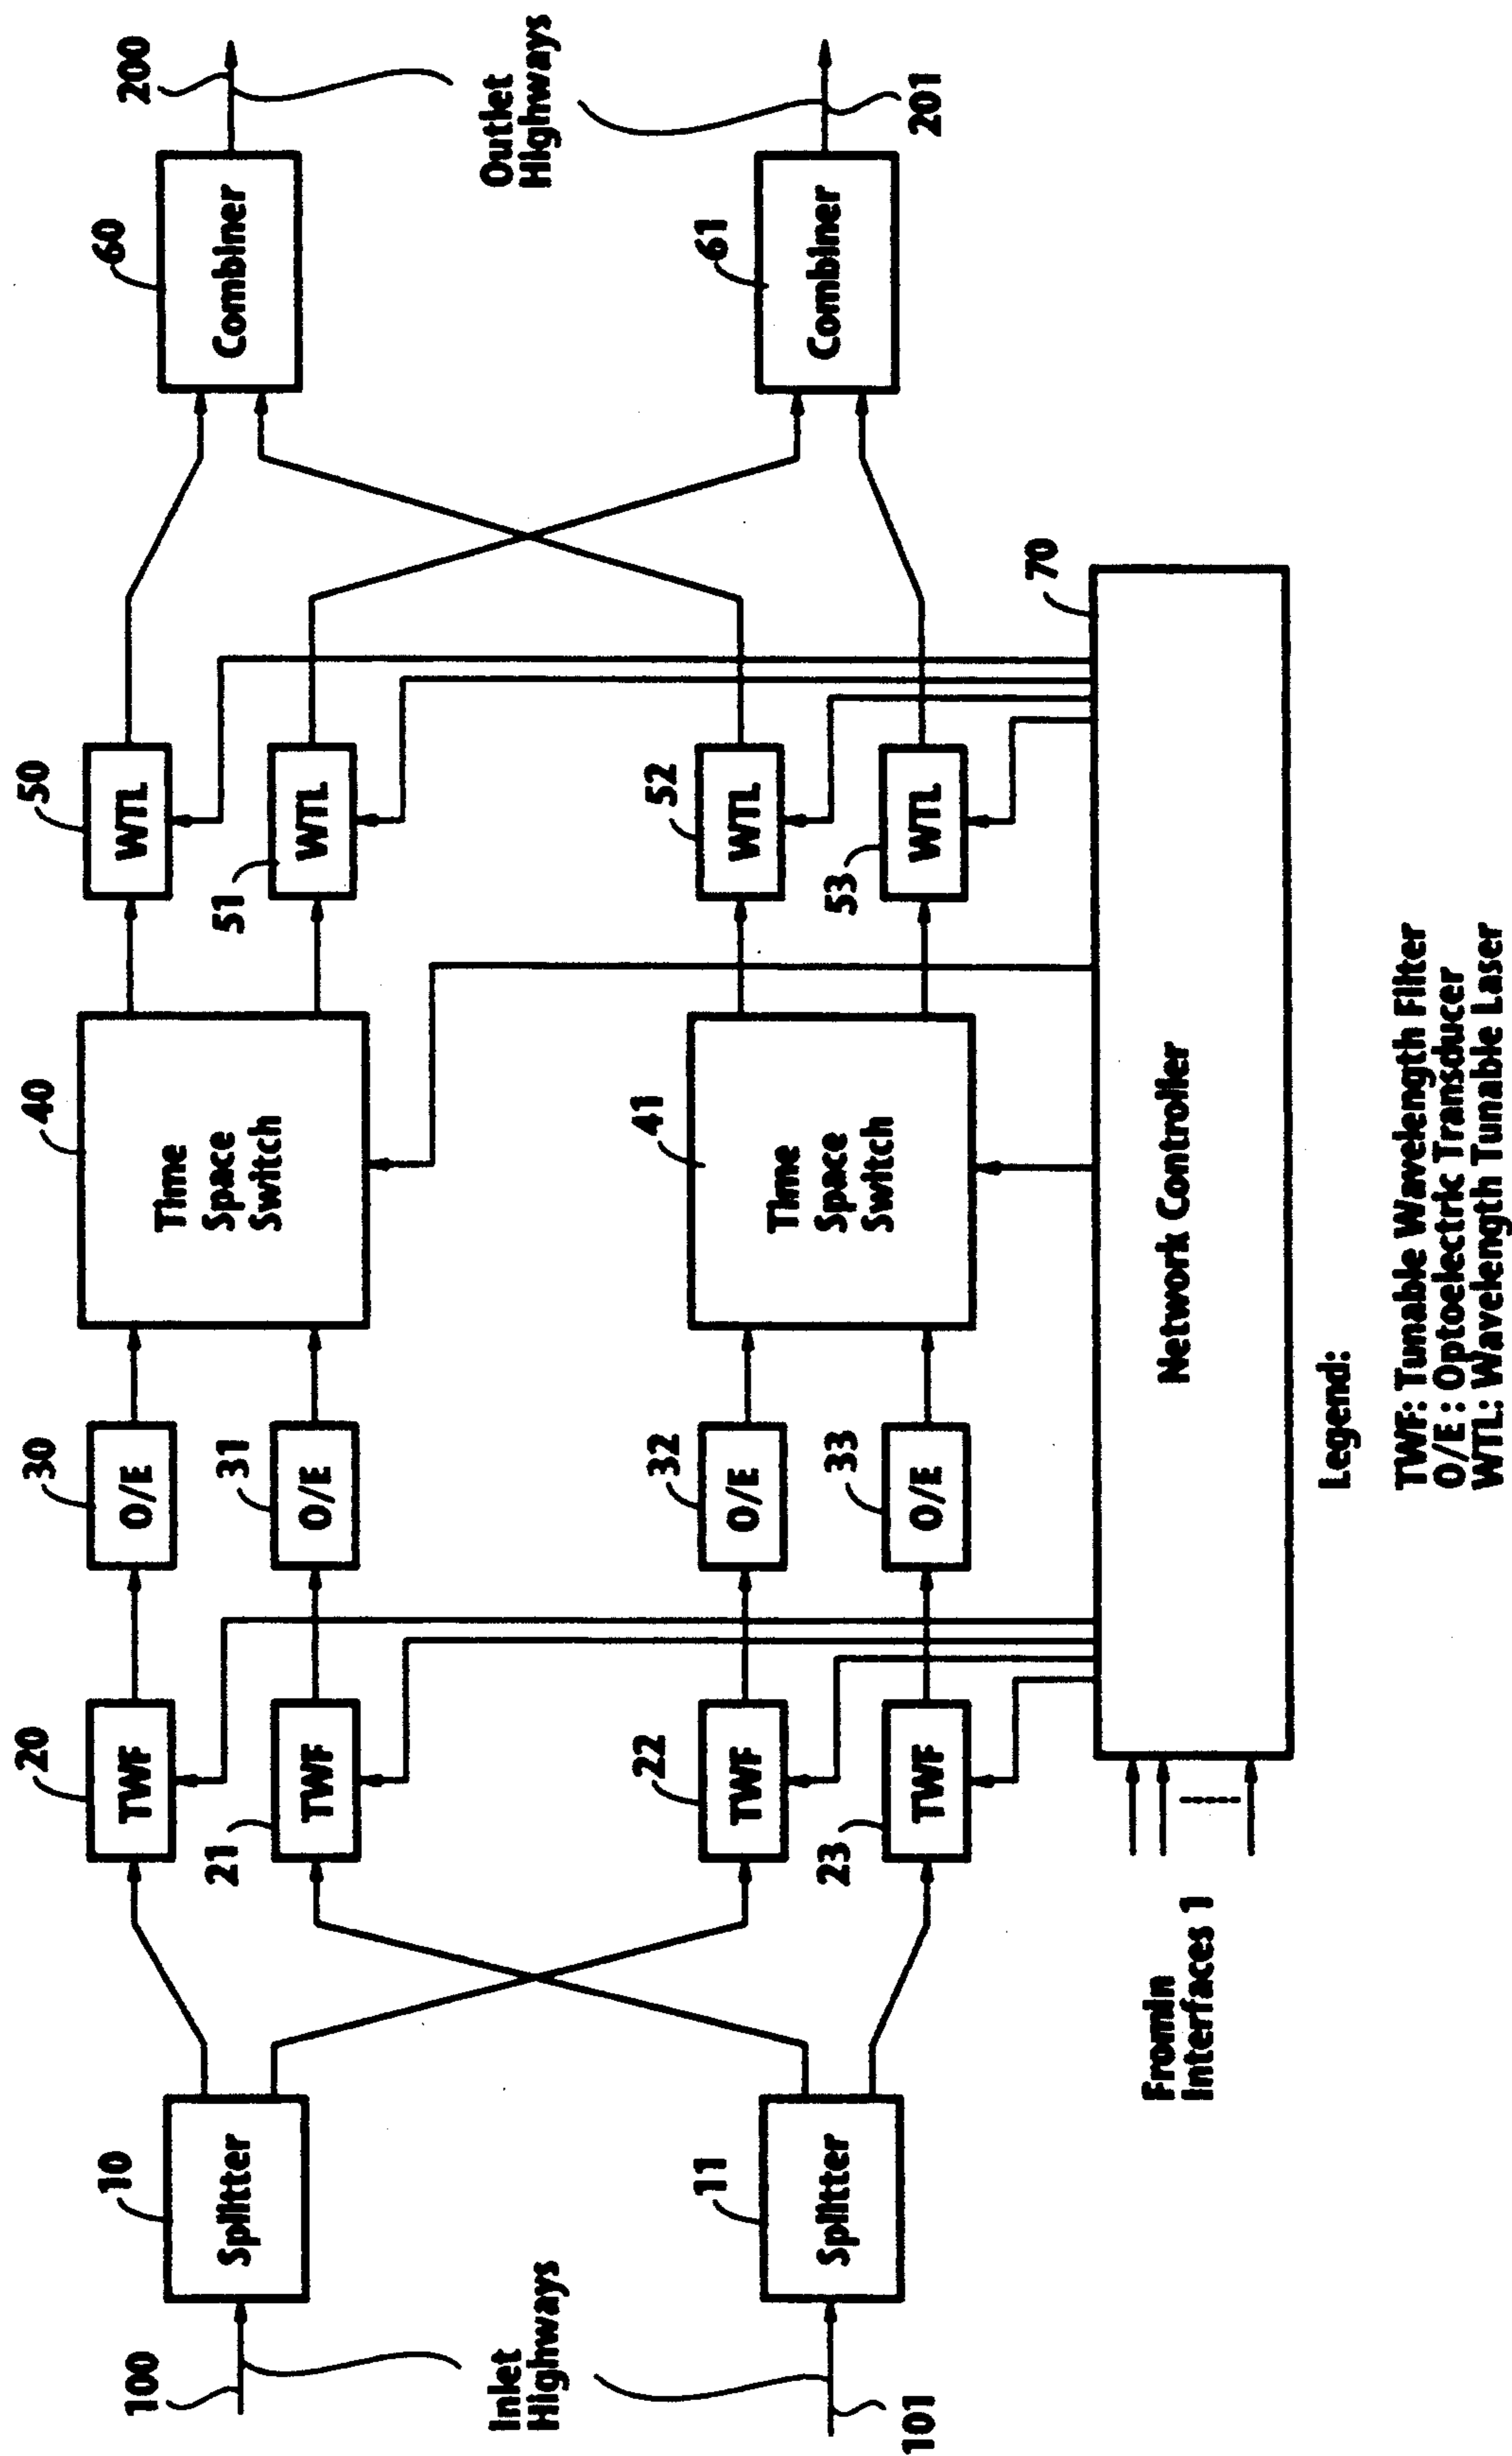 100
Inlet
Highways
101
10
Splitter
11
Splitter
20
TWF
21
TWF
22
TWF
23
TWF
30
O/E
31
O/E
32
O/E
33
O/E
40
Time
Space
Switch
41
Time
Space
Switch
50
WTL
51
WTL
52
WTL
53
WTL
60
Combiner
61
Combiner
200
Outlet
Highways
201
70
Network Controller
Fromin
Interfaces 1
Legend:
TWF: Tunable Wavelength Filter
O/E : Optoelectric Transducer
WTL: Wavelength Tunable Laser